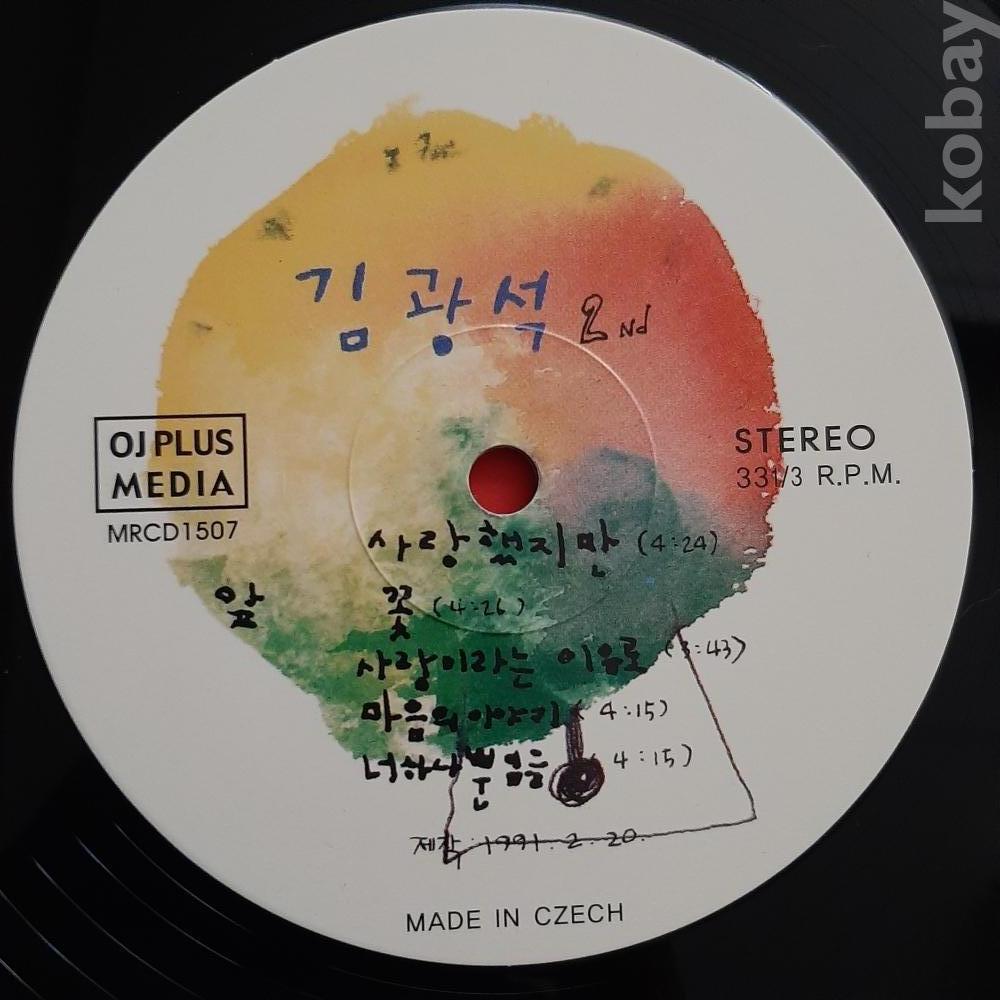 kobay
김광석 2nd
OJ PLUS
MEDIA
MRCD1507
STEREO
33 1/3 R.P.M.
앞
사랑했지만 (4:24)
꽃 (4:26)
사랑이라는 이유로 (3:43)
마음의 이야기 (4:15)
너하나뿐임을 (4:15)
제작: 1991. 2. 20.
MADE IN CZECH